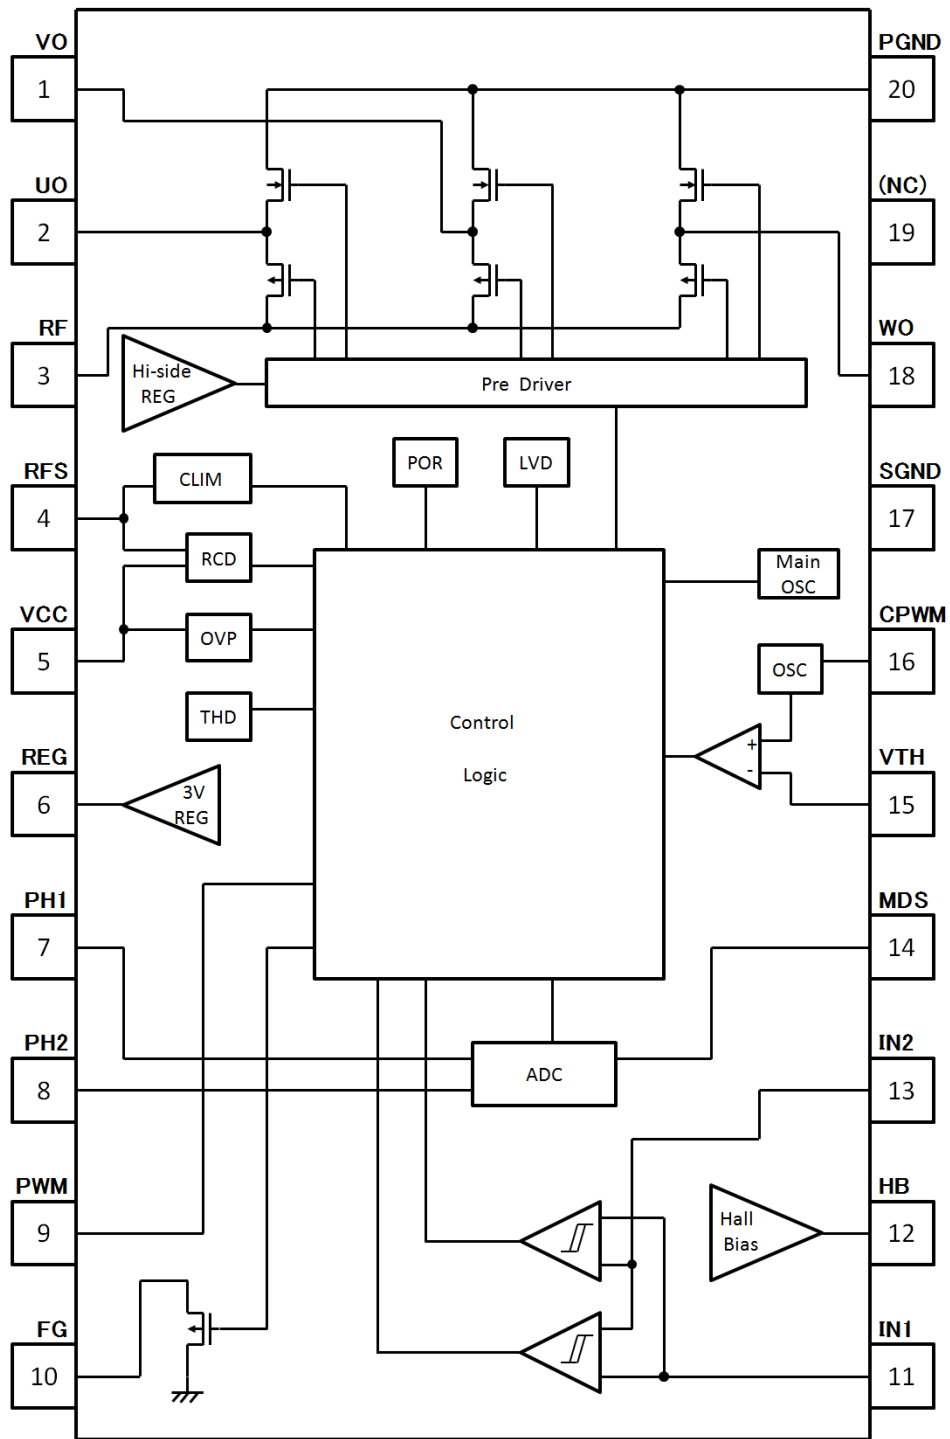 VO
PGND
1
20
UO
(NC)
2
19
RF
WO
3
Hi-side
REG
Pre Driver
18
RFS
CLIM
POR
LVD
SGND
4
17
RCD
Main
OSC
VCC
CPWM
5
OVP
OSC
16
THD
Control
Logic
+
-
REG
VTH
6
3V
REG
15
PH1
MDS
7
14
PH2
IN2
8
ADC
13
PWM
HB
9
Hall
Bias
12
FG
IN1
10
11